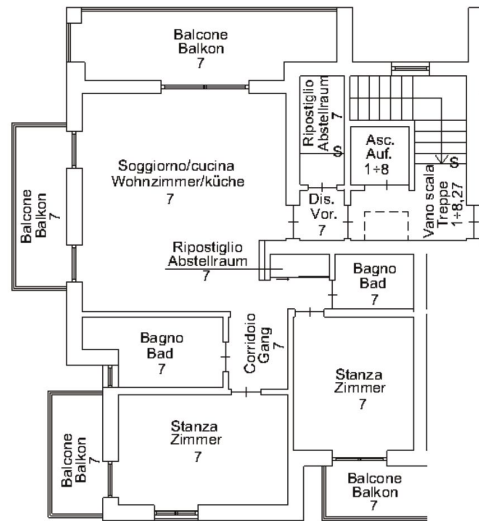 Balcone
Balkon
7
Ripostiglio
Abstellraum
7
S
Asc.
Auf.
1÷8
Vano scala
Treppe
1÷8,27
S
Balcone
Balkon
7
Soggiorno/cucina
Wohnzimmer/küche
7
Dis.
Vor.
7
Ripostiglio
Abstellraum
7
Bagno
Bad
7
Bagno
Bad
7
Corridoio
Gang
7
Stanza
Zimmer
7
Stanza
Zimmer
7
Balcone
Balkon
7
Balcone
Balkon
7